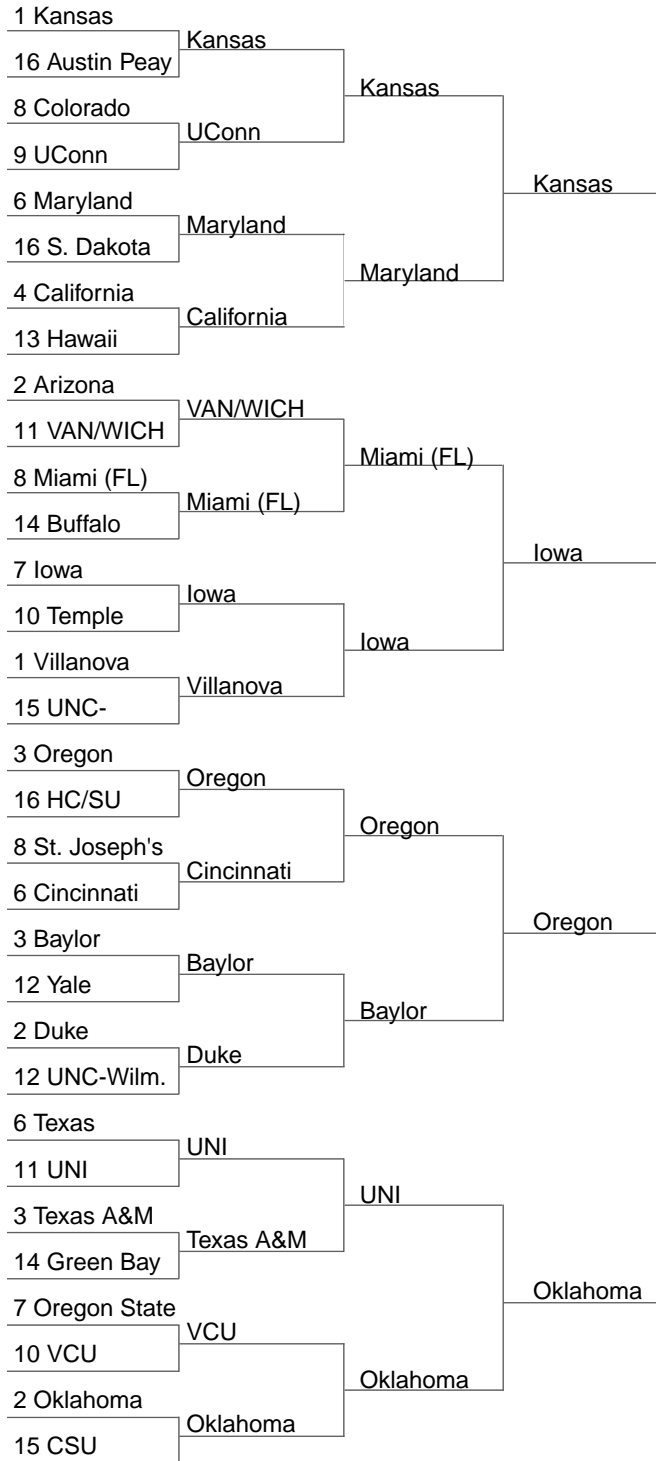 1 Kansas
16 Austin Peay
8 Colorado
9 UConn
6 Maryland
16 S. Dakota
4 California
13 Hawaii
2 Arizona
11 VAN/WICH
8 Miami (FL)
14 Buffalo
7 Iowa
10 Temple
1 Villanova
15 UNC-
3 Oregon
16 HC/SU
8 St. Joseph's
6 Cincinnati
3 Baylor
12 Yale
2 Duke
12 UNC-Wilm.
6 Texas
11 UNI
3 Texas A&M
14 Green Bay
7 Oregon State
10 VCU
2 Oklahoma
15 CSU
Kansas
UConn
Maryland
California
VAN/WICH
Miami (FL)
Iowa
Villanova
Oregon
Cincinnati
Baylor
Duke
UNI
Texas A&M
VCU
Oklahoma
Kansas
Maryland
Miami (FL)
Iowa
Oregon
Baylor
UNI
Oklahoma
Kansas
Iowa
Oregon
Oklahoma